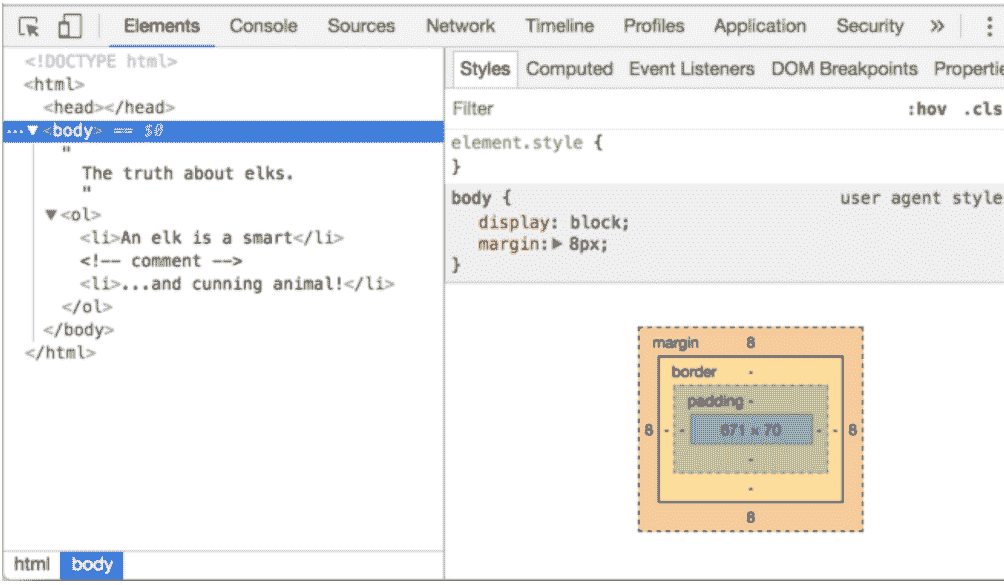 Elements Console Sources Network Timeline Profiles Application Security »
<!DOCTYPE html>
<html>
<head></head>
... ▼ <body> == $0
"
The truth about elks.
"
▼ <ol>
<li>An elk is a smart</li>
<!-- comment -->
<li>...and cunning animal!</li>
</ol>
</body>
</html>
html body
Styles Computed Event Listeners DOM Breakpoints Propertie
Filter :hov .cls
element.style {
}
body { user agent style
display: block;
margin:▶ 8px;
}
margin 8
border -
padding -
8 - - 871 × 70 - - 8
-
-
8